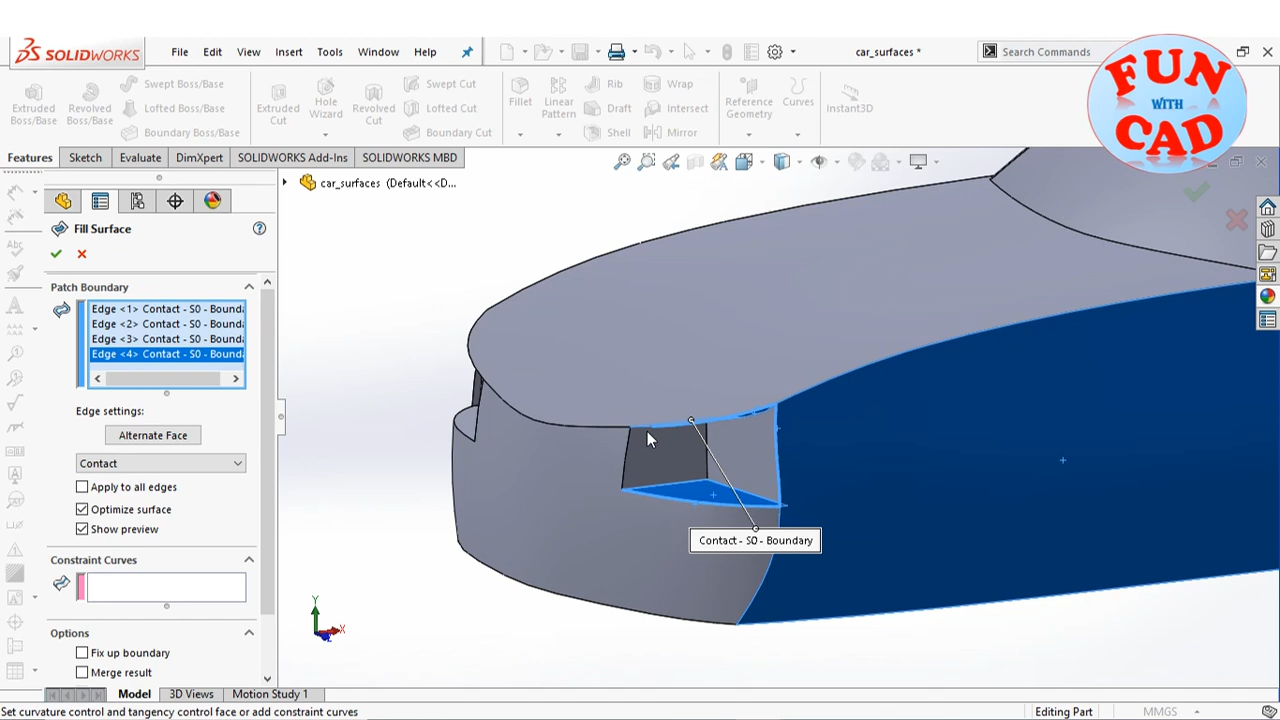 SOLIDWORKS
File Edit View Insert Tools Window Help
car_surfaces *
Search Commands
FUN
WITH
CAD
Extruded Boss/Base
Revolved Boss/Base
Swept Boss/Base
Lofted Boss/Base
Boundary Boss/Base
Extruded Cut
Hole Wizard
Revolved Cut
Swept Cut
Lofted Cut
Boundary Cut
Fillet
Linear Pattern
Rib
Draft
Shell
Wrap
Intersect
Mirror
Reference Geometry
Curves
Instant3D
Features Sketch Evaluate DimXpert SOLIDWORKS Add-Ins SOLIDWORKS MBD
car_surfaces (Default<<D...
Fill Surface
Patch Boundary
Edge <1> Contact - S0 - Bounda
Edge <2> Contact - S0 - Bounda
Edge <3> Contact - S0 - Bounda
Edge <4> Contact - S0 - Bounda
Edge settings:
Alternate Face
Contact
Apply to all edges
Optimize surface
Show preview
Constraint Curves
Options
Fix up boundary
Merge result
Contact - S0 - Boundary
Y
X
Z
Model 3D Views Motion Study 1
Set curvature control and tangency control face or add constraint curves
Editing Part
MMGS